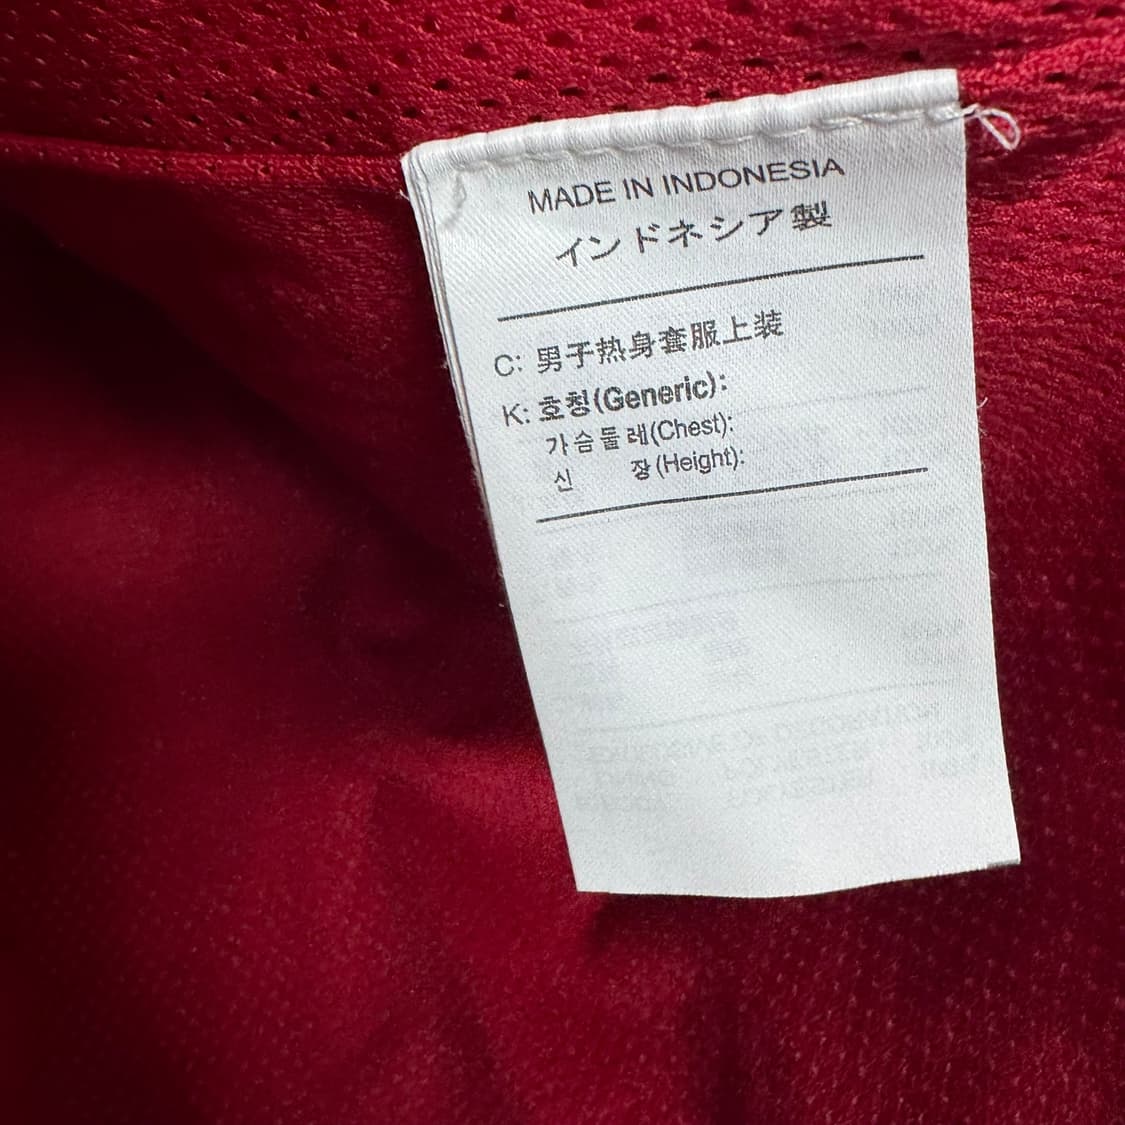 MADE IN INDONESIA
インドネシア製
C: 男子热身套服上装
K: 호칭(Generic):
가슴둘레(Chest):
신 장(Height):